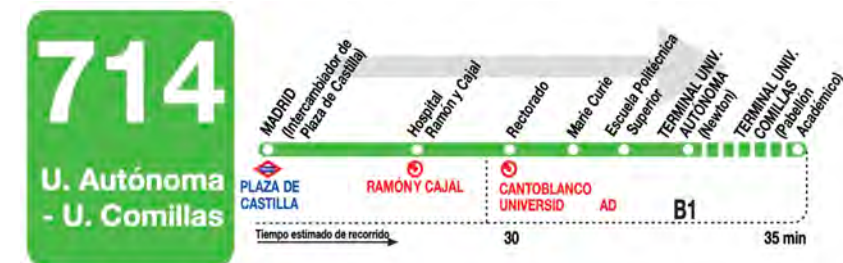 714
U. Autónoma
- U. Comillas
MADRID
(Intercambiador de
Plaza de Castilla)
Hospital
Ramón y Cajal
Rectorado
Marie Curie
Escuela Politécnica
Superior
TERMINAL UNIV.
AUTÓNOMA
(Newton)
TERMINAL UNIV.
COMILLAS
(Pabellón
Académico)
PLAZA DE
CASTILLA
RAMÓN Y CAJAL
CANTOBLANCO
UNIVERSID AD
B1
Tiempo estimado de recorrido
30
35 min